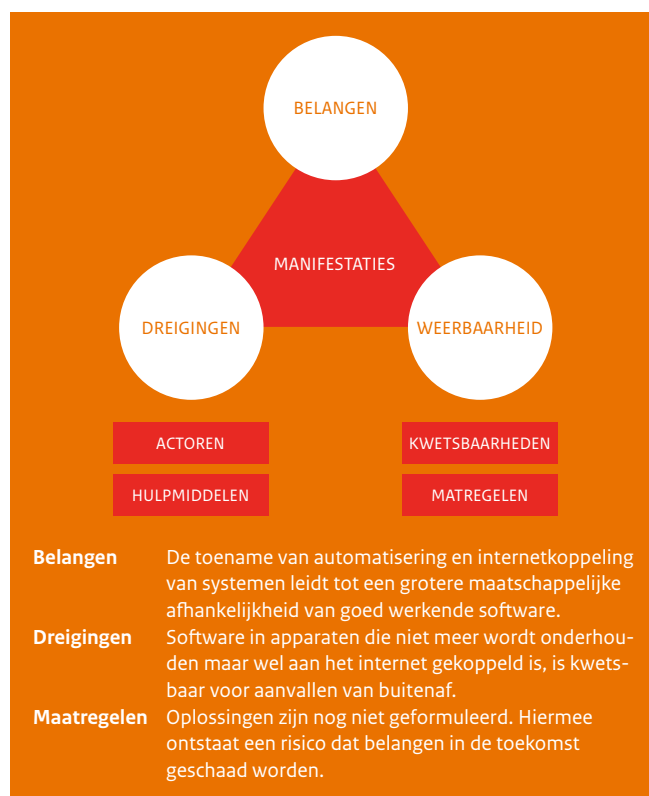 BELANGEN
MANIFESTATIES
DREIGINGEN
WEERBAARHEID
ACTOREN
KWETSBAARHEDEN
HULPMIDDELEN
MATREGELEN
Belangen De toename van automatisering en internetkoppeling
van systemen leidt tot een grotere maatschappelijke
afhankelijkheid van goed werkende software.
Dreigingen Software in apparaten die niet meer wordt onderhou-
den maar wel aan het internet gekoppeld is, is kwets-
baar voor aanvallen van buitenaf.
Maatregelen Oplossingen zijn nog niet geformuleerd. Hiermee
ontstaat een risico dat belangen in de toekomst
geschaad worden.